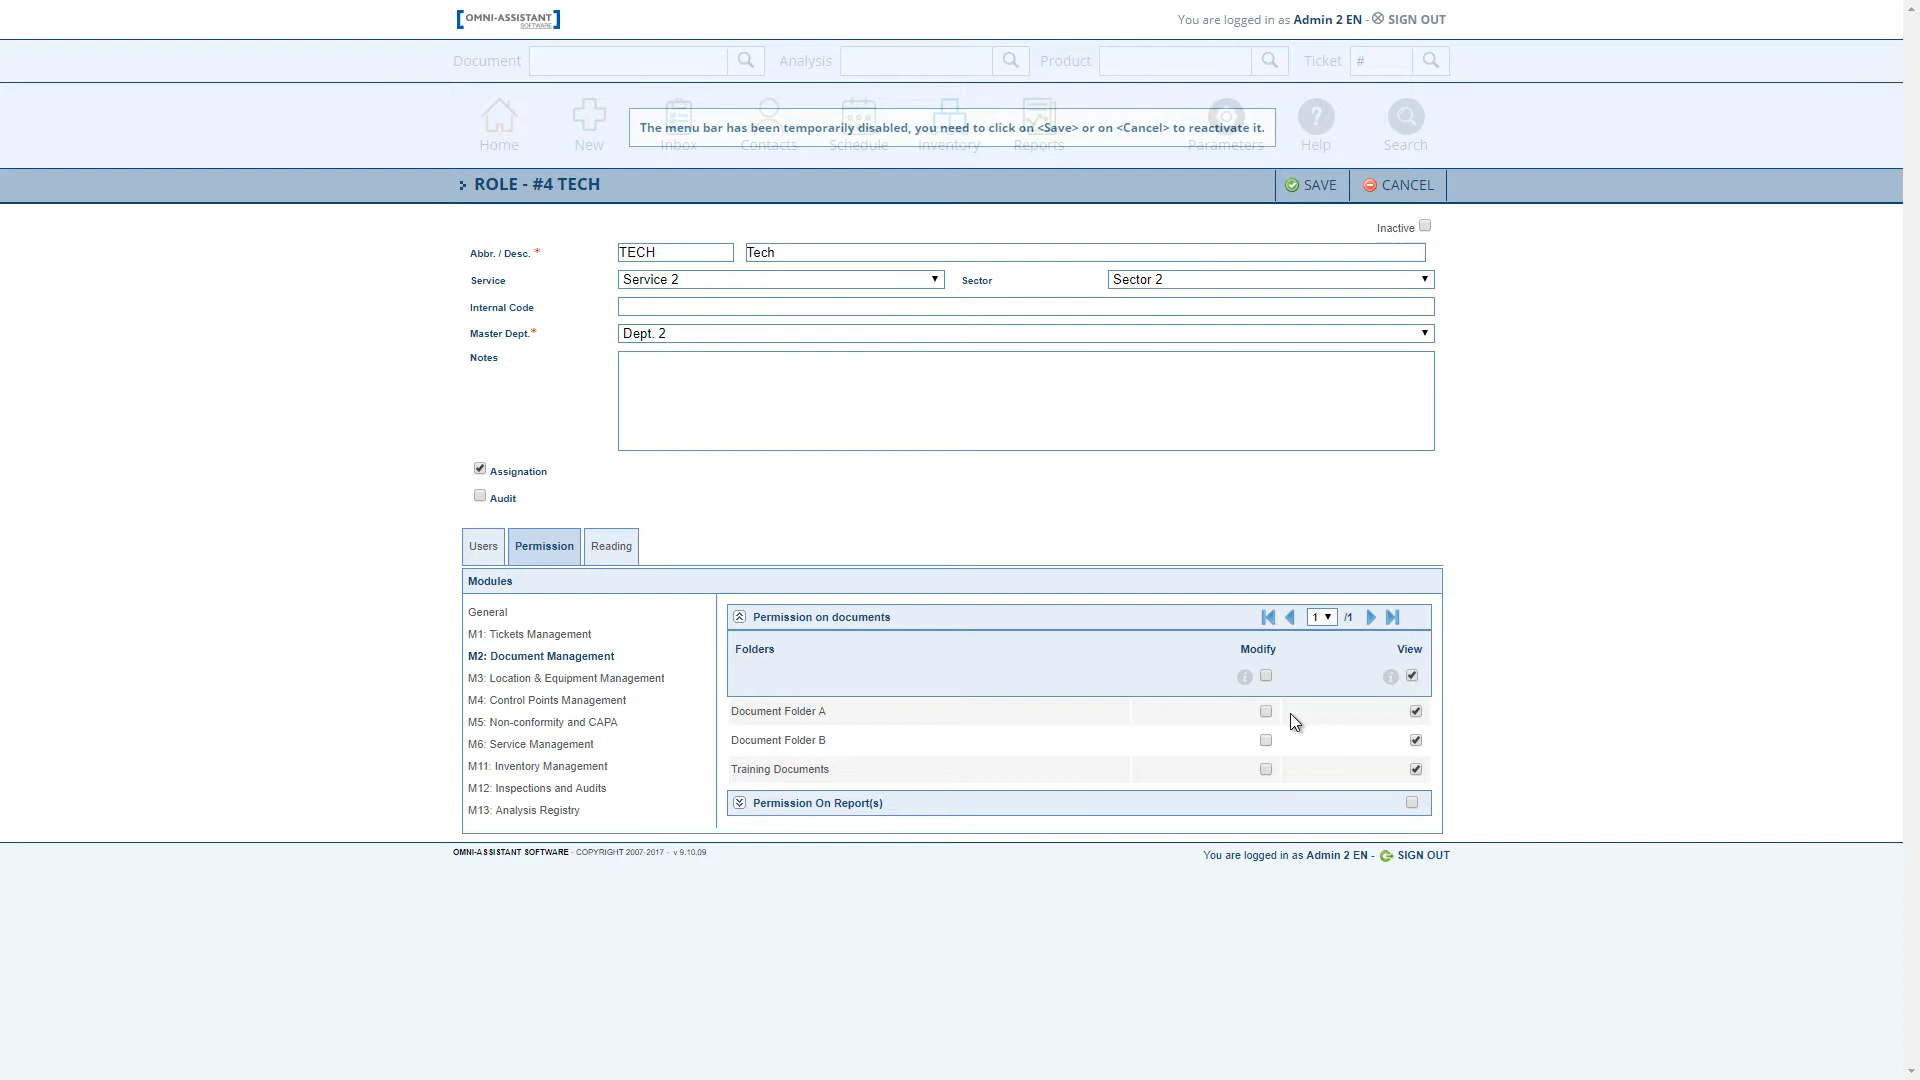 OMNI-ASSISTANT
SOFTWARE
You are logged in as Admin 2 EN - SIGN OUT
Document Analysis Product Ticket #
Home New Inbox Contacts Schedule Inventory Reports Parameters Help Search
The menu bar has been temporarily disabled, you need to click on <Save> or on <Cancel> to reactivate it.
ROLE - #4 TECH SAVE CANCEL
Inactive
Abbr. / Desc. * TECH Tech
Service Service 2 Sector Sector 2
Internal Code
Master Dept.* Dept. 2
Notes
Assignation
Audit
Users Permission Reading
Modules
General
M1: Tickets Management
M2: Document Management
M3: Location & Equipment Management
M4: Control Points Management
M5: Non-conformity and CAPA
M6: Service Management
M11: Inventory Management
M12: Inspections and Audits
M13: Analysis Registry
Permission on documents 1 /1
Folders Modify View
Document Folder A
Document Folder B
Training Documents
Permission On Report(s)
OMNI-ASSISTANT SOFTWARE - COPYRIGHT 2007-2017 - v 9.10.09
You are logged in as Admin 2 EN - SIGN OUT